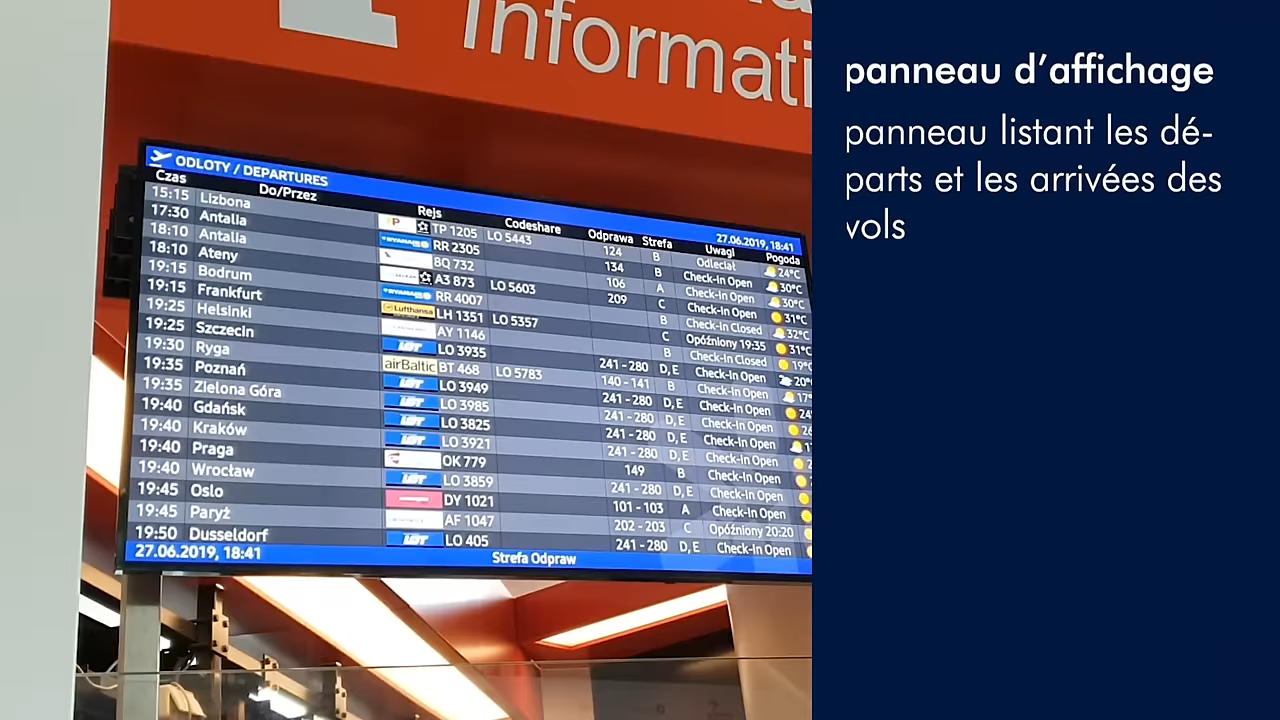 Informati
ODLOTY / DEPARTURES 27.06.2019, 18:41
Czas Do/Przez Rejs Codeshare Odprawa Strefa Uwagi Pogoda
15:15 Lizbona TP 1205 LO 5443 124 B Odleciał 24°C
17:30 Antalia RR 2305 134 B Check-In Open 30°C
18:10 Antalia BQ 732 106 A Check-In Open 30°C
18:10 Ateny A3 873 LO 5603 209 C Check-In Open 31°C
19:15 Bodrum RR 4007 B Check-In Closed 32°C
19:15 Frankfurt Lufthansa LH 1351 LO 5357 C Opóźniony 19:35 31°C
19:25 Helsinki AY 1146 B Check-In Closed 19°C
19:25 Szczecin LOT LO 3935 241 - 280 D, E Check-In Open 20°
19:30 Ryga airBaltic BT 468 LO 5783 140 - 141 B Check-In Open 17°
19:35 Poznań LOT LO 3949 241 - 280 D, E Check-In Open 24
19:35 Zielona Góra LOT LO 3985 241 - 280 D, E Check-In Open
19:40 Gdańsk LOT LO 3825 241 - 280 D, E Check-In Open
19:40 Kraków LOT LO 3921 241 - 280 D, E Check-In Open
19:40 Praga OK 779 149 B Check-In Open
19:40 Wrocław LOT LO 3859 241 - 280 D, E Check-In Open
19:45 Oslo DY 1021 101 - 103 A Check-In Open
19:45 Paryż AF 1047 202 - 203 C Opóźniony 20:20
19:50 Dusseldorf LOT LO 405 241 - 280 D, E Check-In Open
27.06.2019, 18:41 Strefa Odpraw
panneau d'affichage
panneau listant les dé-
parts et les arrivées des
vols